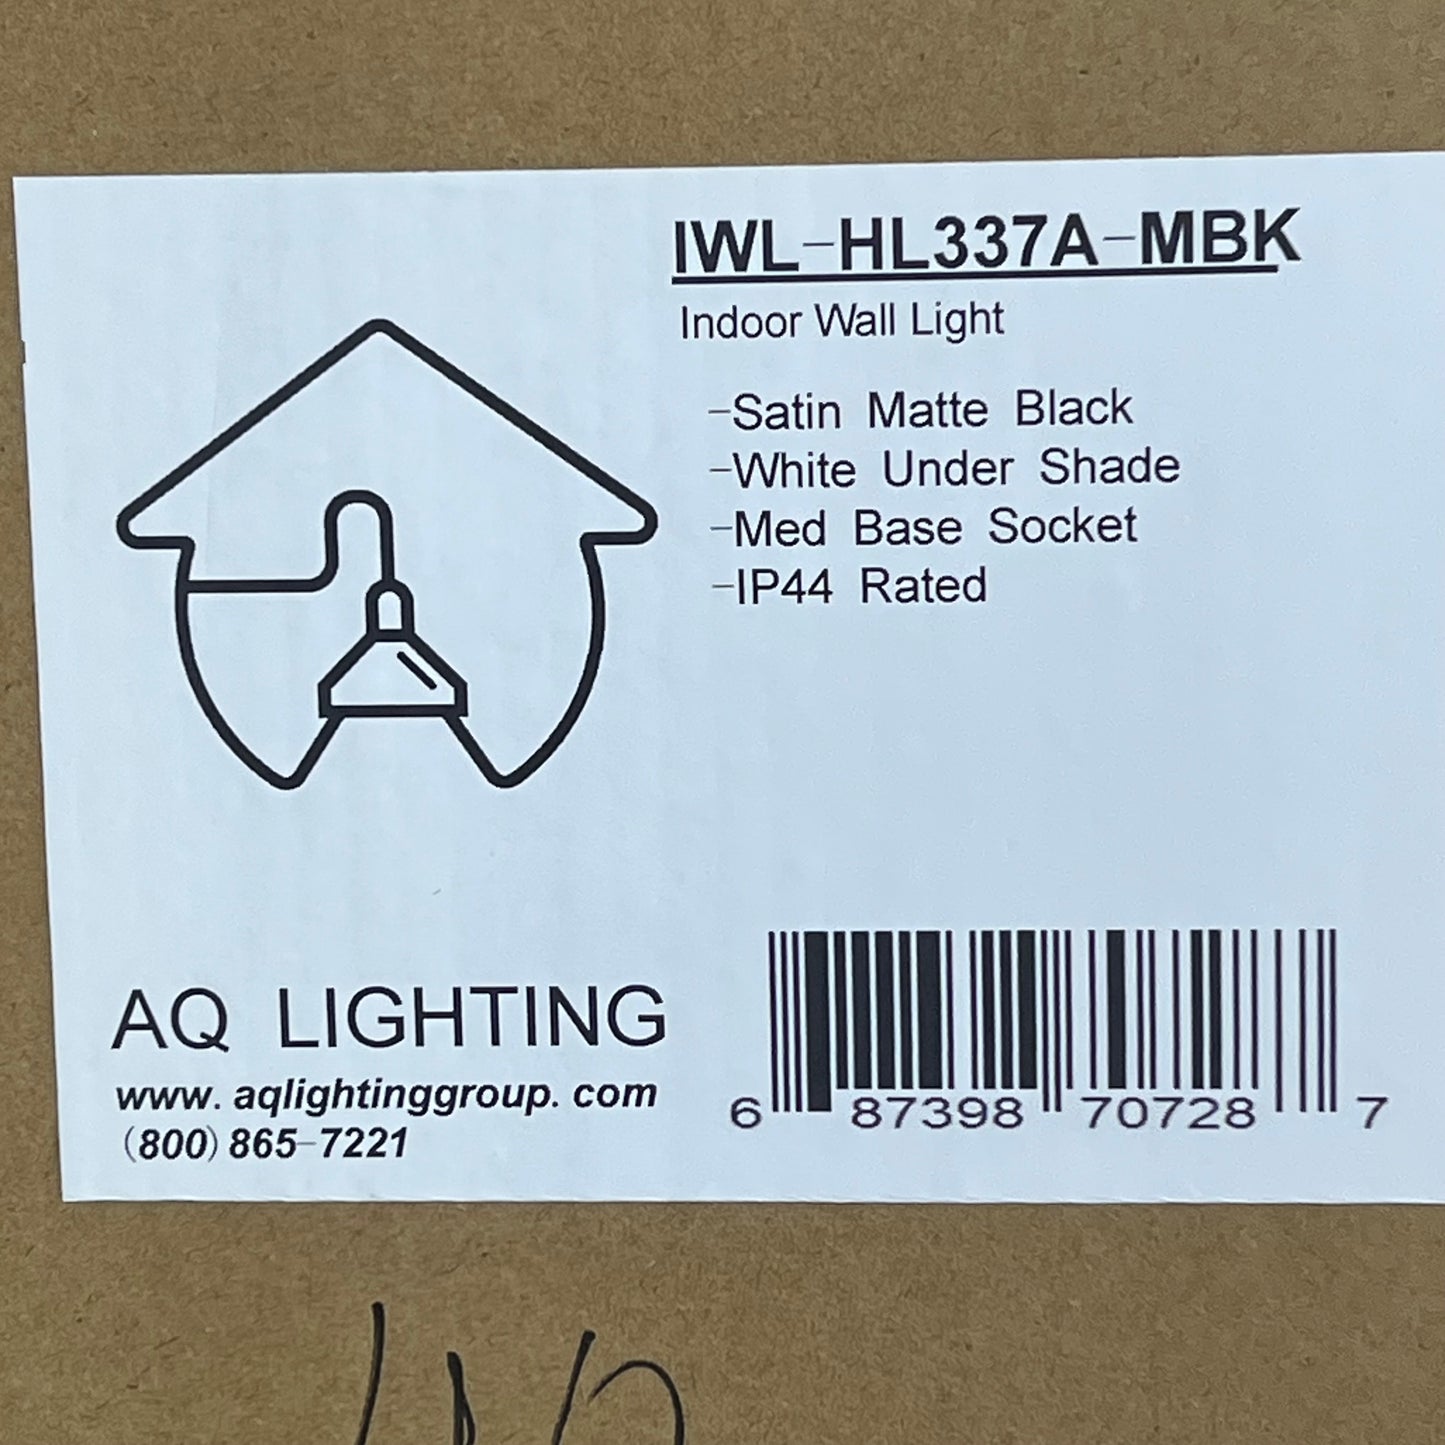 IWL-HL337A-MBK
Indoor Wall Light
-Satin Matte Black
-White Under Shade
-Med Base Socket
-IP44 Rated
AQ LIGHTING
www. aqlightinggroup. com
(800) 865-7221
6 87398 70728 7